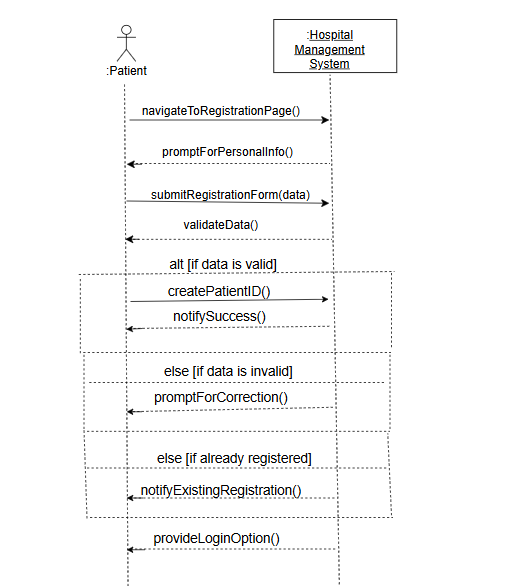 :Patient
:Hospital
Management
System
navigateToRegistrationPage()
promptForPersonalInfo()
submitRegistrationForm(data)
validateData()
alt [if data is valid]
createPatientID()
notifySuccess()
else [if data is invalid]
promptForCorrection()
else [if already registered]
notifyExistingRegistration()
provideLoginOption()